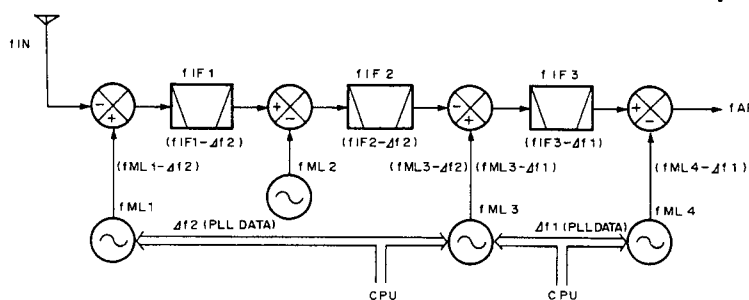 fIN
fIF1
fIF2
fIF3
- +
+ -
- +
+ -
fAF
(fIF1-Δf2)
(fIF2-Δf2)
(fIF3-Δf1)
(fML1-Δf2)
fML2
(fML3-Δf2)
(fML3-Δf1)
(fML4-Δf1)
fML1
fML3
fML4
Δf2 (PLL DATA)
Δf1 (PLL DATA)
CPU
CPU